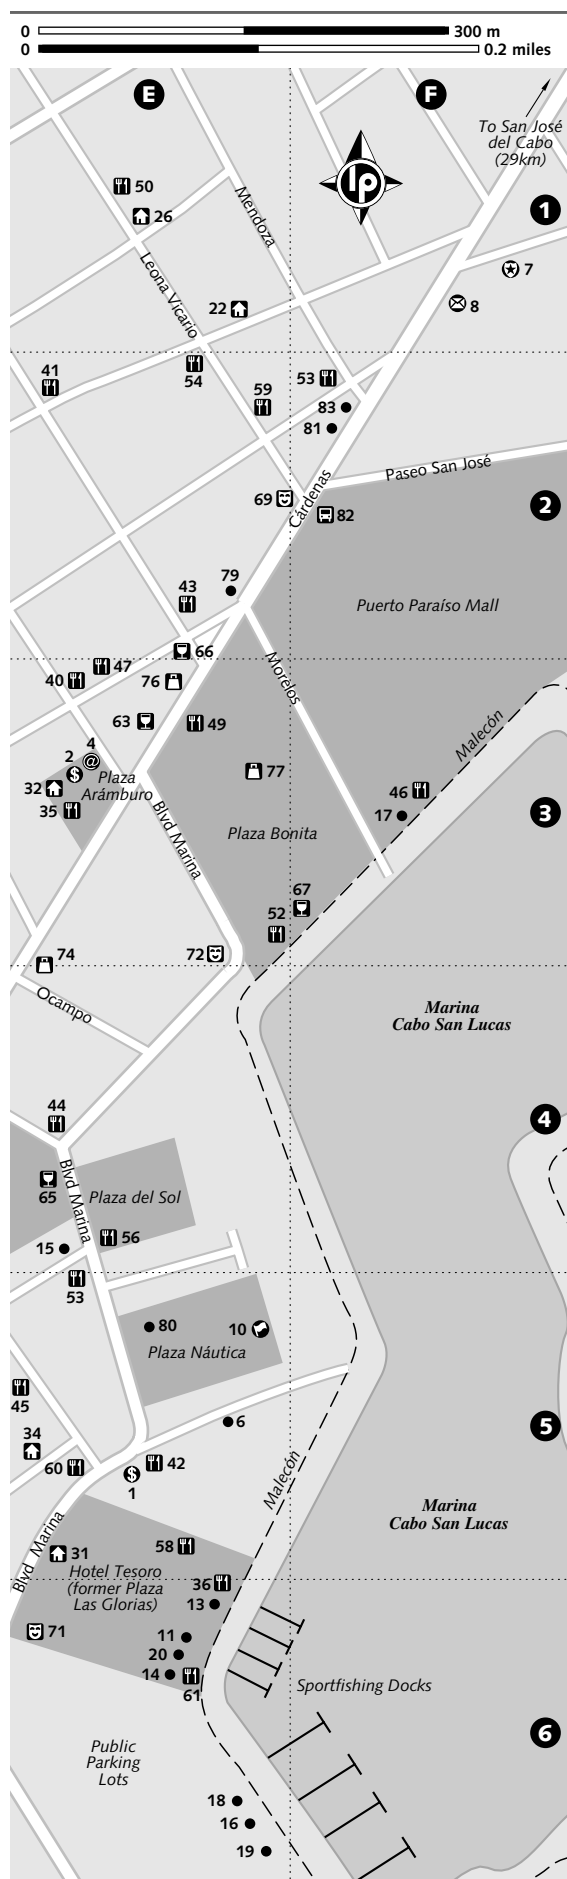 0 300 m
0 0.2 miles
E
F
To San José
del Cabo
(29km)
lp
50
26
Mendoza
1
7
8
Leona Vicario
22
41
54
53
59
83
81
Paseo San José
69
Cárdenas
82
2
79
43
Puerto Paraíso Mall
66
47
40
76
Morelos
63
49
Malecón
4
2
@
$
Plaza
Arámburo
32
35
77
46
17
3
Blvd Marina
Plaza Bonita
67
52
72
74
Ocampo
Marina
Cabo San Lucas
44
4
65
Blvd Marina
Plaza del Sol
56
15
53
80
10
Plaza Náutica
45
34
6
5
60
42
$
1
Malecón
Marina
Cabo San Lucas
Blvd Marina
58
31
Hotel Tesoro
(former Plaza
Las Glorias)
36
13
71
11
20
14
61
Sportfishing Docks
6
Public
Parking
Lots
18
16
19